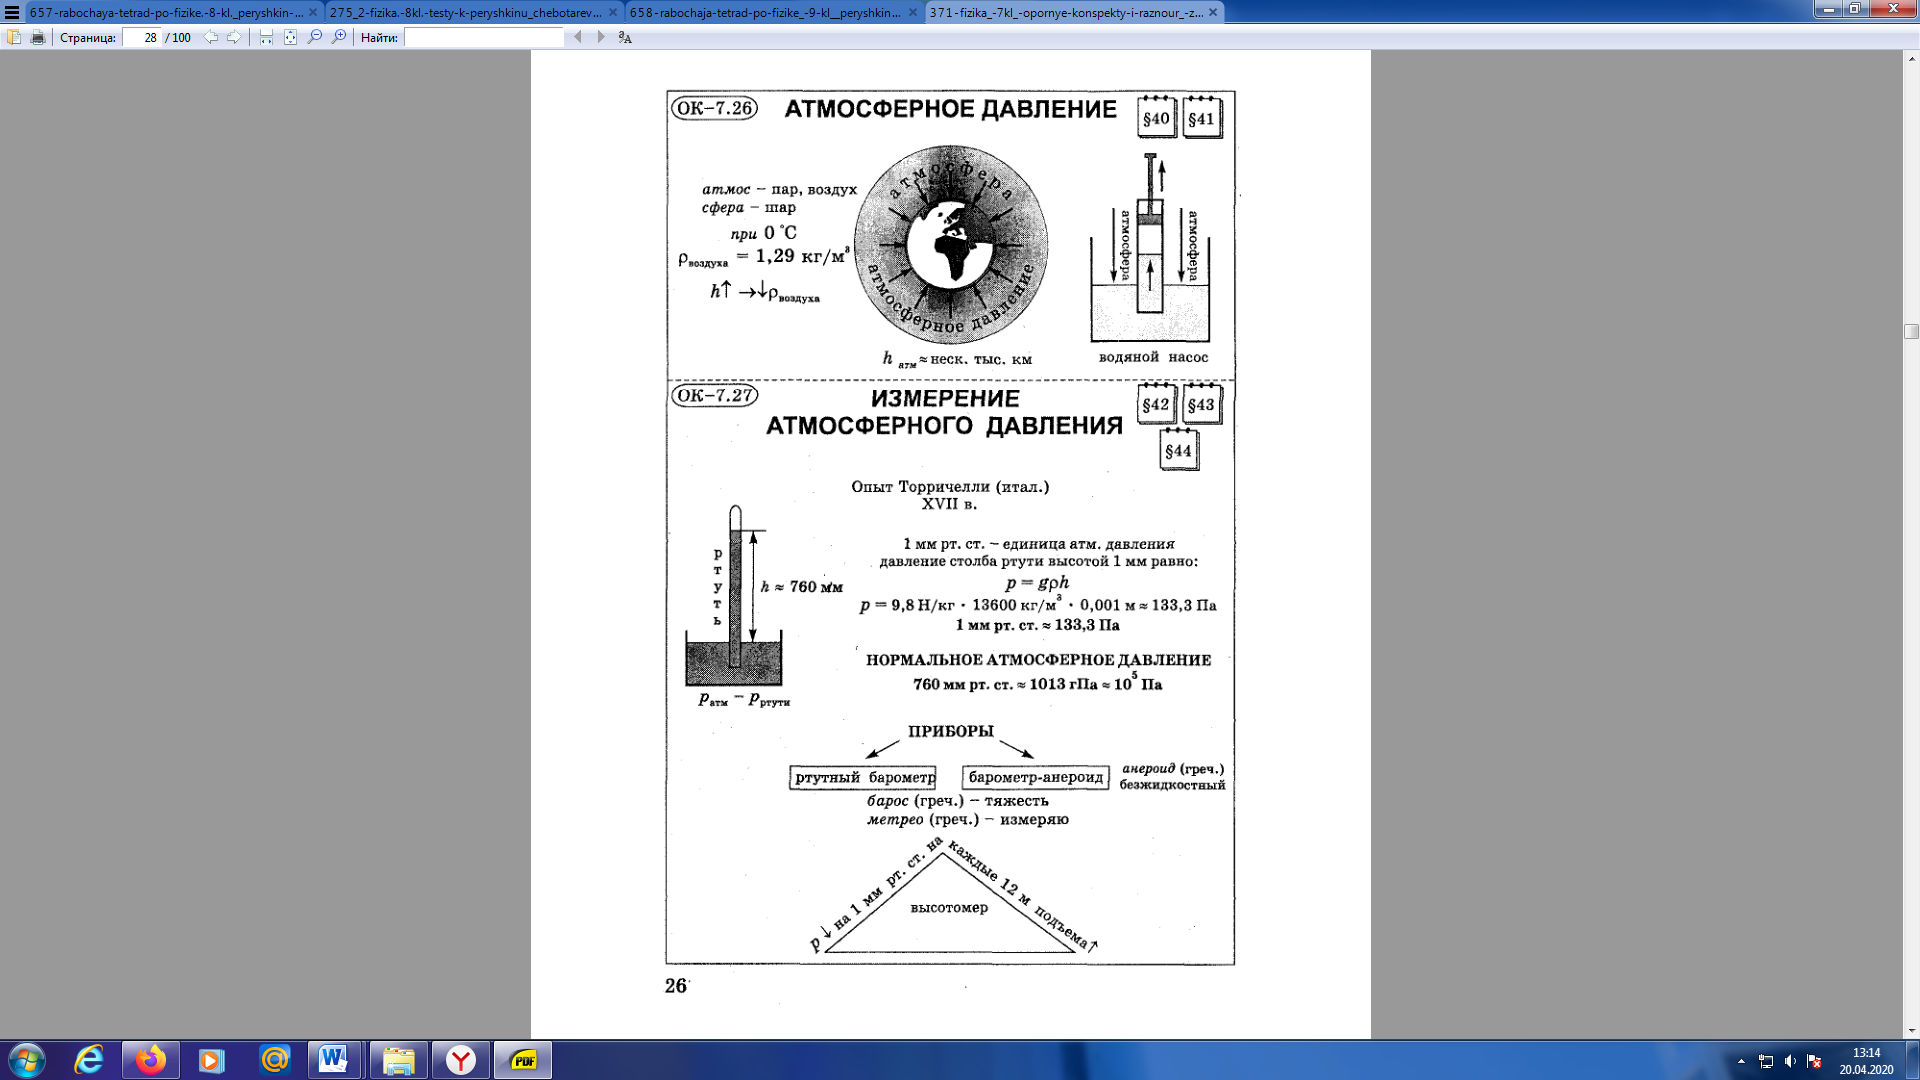 657-rabochaya-tetrad-po-fizike.-8-kl._peryshkin-...
275_2-fizika.-8kl.-testy-k-peryshkinu_chebotarev...
658-rabochaja-tetrad-po-fizike_-9-kl__peryshkin...
371-fizika_-7kl_-opornye-konspekty-i-raznour_-z...
Страница: 28 / 100 Найти:
ОК–7.26 АТМОСФЕРНОЕ ДАВЛЕНИЕ §40 §41
атмос – пар, воздух
сфера – шар
при 0 °С
ρвоздуха = 1,29 кг/м³
h↑ →↓ρвоздуха
атмосфера
атмосферное давление
h атм ≈ неск. тыс. км
атмосфера
атмосфера
водяной насос
ОК–7.27 ИЗМЕРЕНИЕ §42 §43
АТМОСФЕРНОГО ДАВЛЕНИЯ
§44
Опыт Торричелли (итал.)
XVII в.
ртуть
h ≈ 760 мм
pатм – pртути
1 мм рт. ст. – единица атм. давления
давление столба ртути высотой 1 мм равно:
p = gρh
p = 9,8 Н/кг · 13600 кг/м³ · 0,001 м ≈ 133,3 Па
1 мм рт. ст. ≈ 133,3 Па
НОРМАЛЬНОЕ АТМОСФЕРНОЕ ДАВЛЕНИЕ
760 мм рт. ст. ≈ 1013 гПа ≈ 10⁵ Па
ПРИБОРЫ
ртутный барометр
барометр-анероид
анероид (греч.)
безжидкостный
барос (греч.) – тяжесть
метрео (греч.) – измеряю
p ↓ на 1 мм рт. ст. на каждые 12 м подъема↑
высотомер
26
13:14
20.04.2020